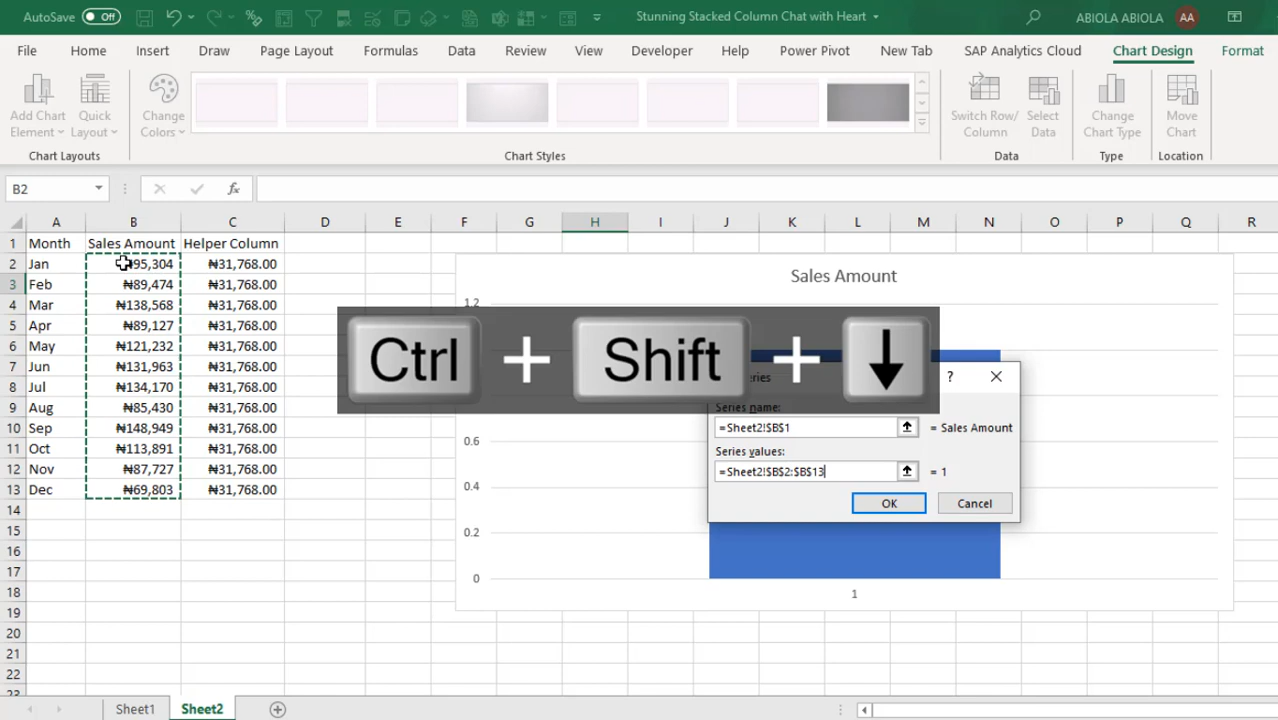 AutoSave Off
Stunning Stacked Column Chat with Heart
ABIOLA ABIOLA AA
File Home Insert Draw Page Layout Formulas Data Review View Developer Help Power Pivot New Tab SAP Analytics Cloud Chart Design Format
Add Chart Element
Quick Layout
Change Colors
Switch Row/ Column
Select Data
Change Chart Type
Move Chart
Chart Layouts Chart Styles Data Type Location
B2 fx
A B C D E F G H I J K L M N O P Q R
1 Month Sales Amount Helper Column
2 Jan ₦95,304 ₦31,768.00
3 Feb ₦89,474 ₦31,768.00
4 Mar ₦138,568 ₦31,768.00
5 Apr ₦89,127 ₦31,768.00
6 May ₦121,232 ₦31,768.00
7 Jun ₦131,963 ₦31,768.00
8 Jul ₦134,170 ₦31,768.00
9 Aug ₦85,430 ₦31,768.00
10 Sep ₦148,949 ₦31,768.00
11 Oct ₦113,891 ₦31,768.00
12 Nov ₦87,727 ₦31,768.00
13 Dec ₦69,803 ₦31,768.00
14
15
16
17
18
19
20
21
22
23
Sales Amount
1.2
0.6
0.4
0.2
0
1
Ctrl + Shift + ↓
?
Series name:
=Sheet2!$B$1 = Sales Amount
Series values:
=Sheet2!$B$2:$B$13 = 1
OK Cancel
Sheet1 Sheet2